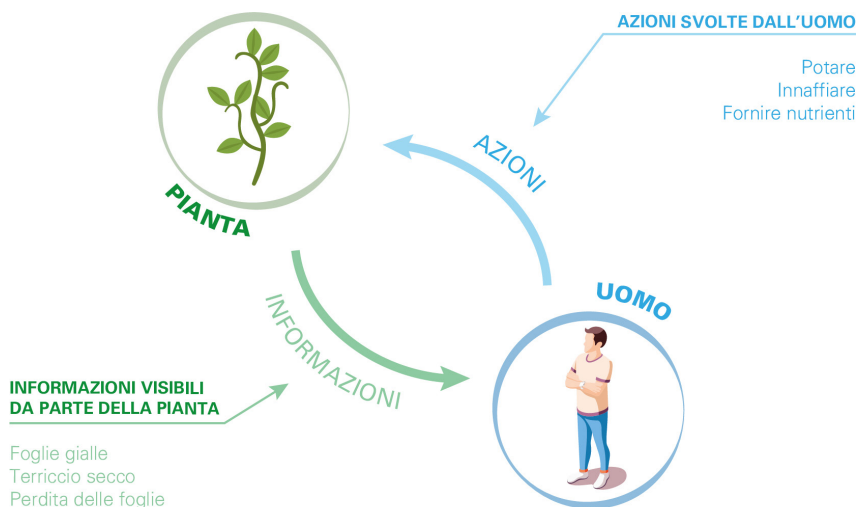 AZIONI SVOLTE DALL'UOMO
Potare
Innaffiare
Fornire nutrienti
AZIONI
PIANTA
UOMO
INFORMAZIONI
INFORMAZIONI VISIBILI
DA PARTE DELLA PIANTA
Foglie gialle
Terriccio secco
Perdita delle foglie